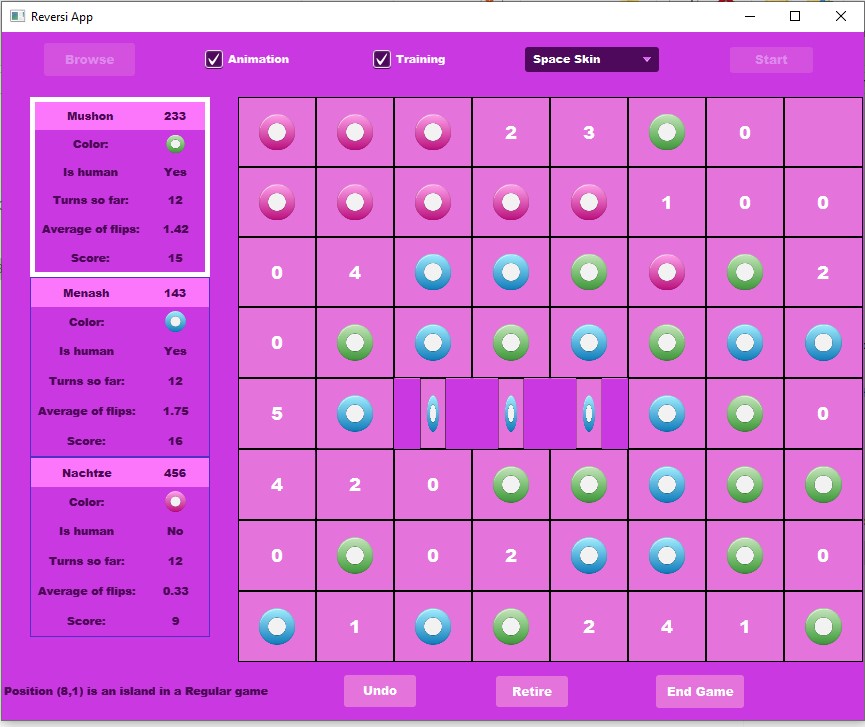 Reversi App
Browse Animation Training Space Skin Start
Mushon 233
Color:
Is human Yes
Turns so far: 12
Average of flips: 1.42
Score: 15
Menash 143
Color:
Is human Yes
Turns so far: 12
Average of flips: 1.75
Score: 16
Nachtze 456
Color:
Is human No
Turns so far: 12
Average of flips: 0.33
Score: 9
2 3 0
1 0 0
0 4 2
0
5 0
4 2 0
0 0 2 0
1 2 4 1
Position (8,1) is an island in a Regular game
Undo Retire End Game